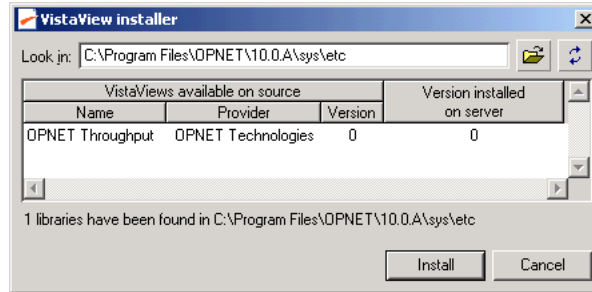 VistaView installer
Look in: C:\Program Files\OPNET\10.0.A\sys\etc
VistaViews available on source
Version installed on server
Name Provider Version
OPNET Throughput OPNET Technologies 0 0
1 libraries have been found in C:\Program Files\OPNET\10.0.A\sys\etc
Install Cancel